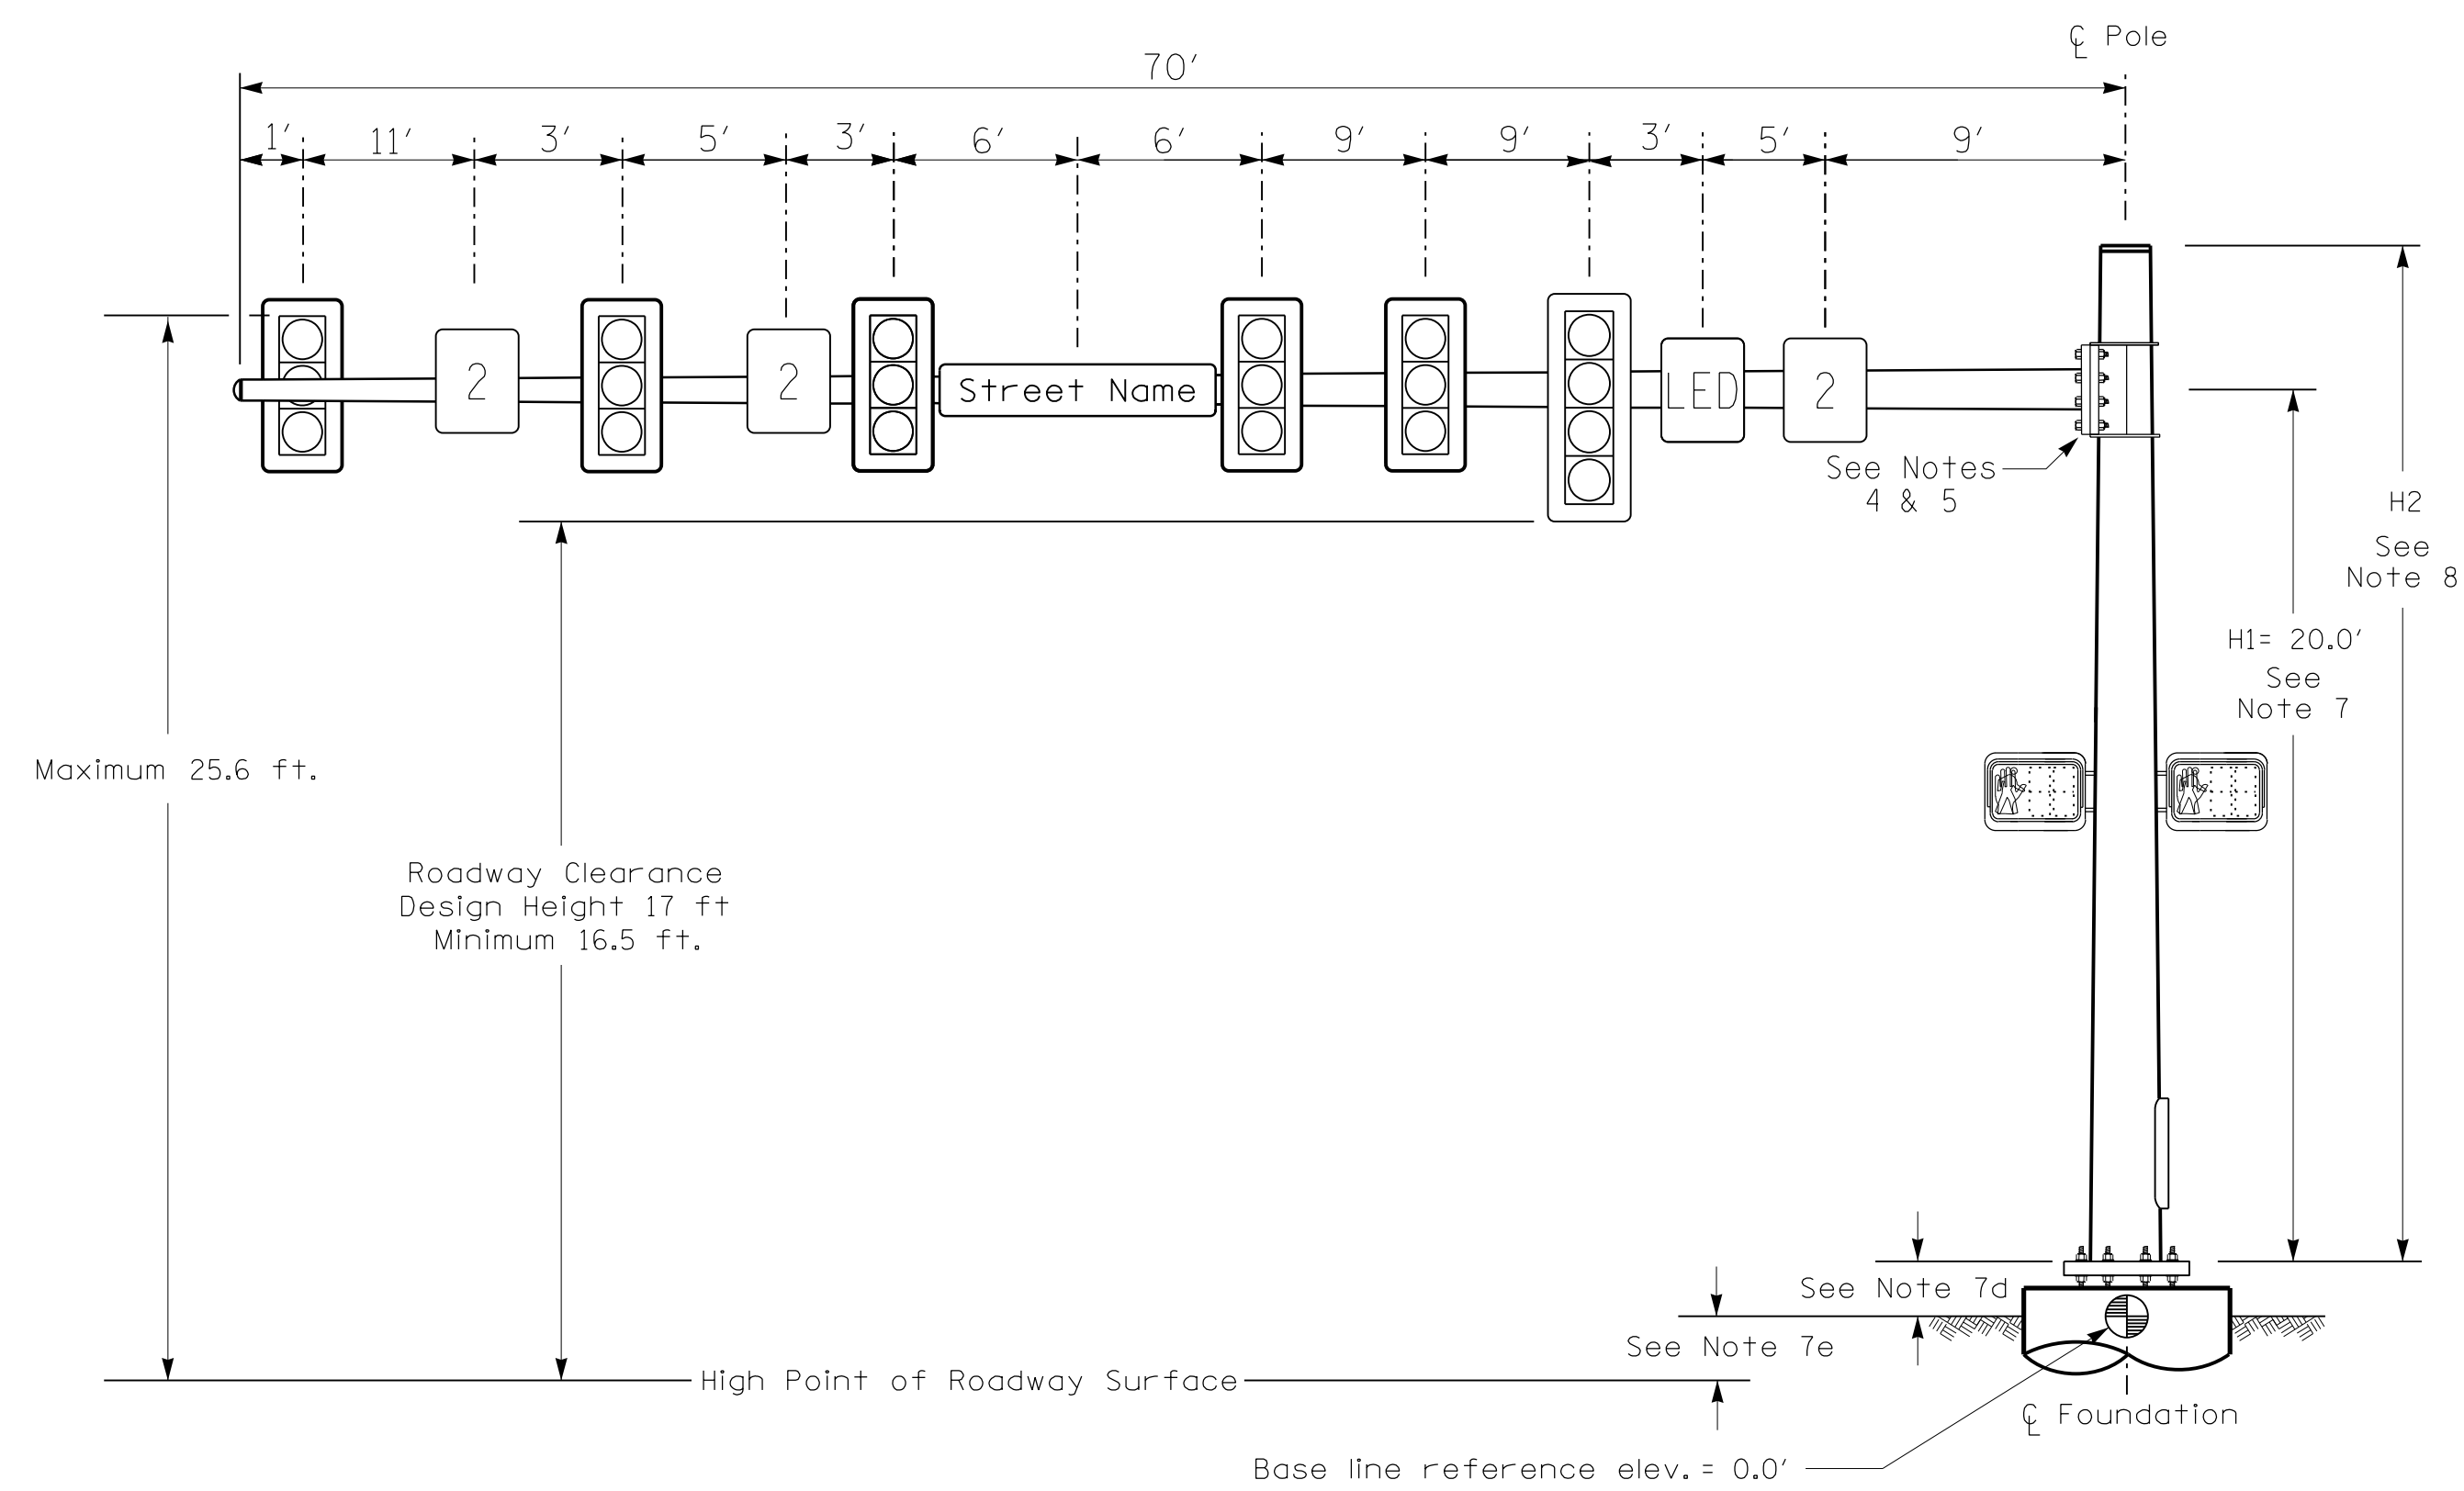 ℄ Pole
70'
1' 11' 3' 5' 3' 6' 6' 9' 9' 3' 5' 9'
2
2
Street Name
LED
2
See Notes
4 & 5
H2
See
Note 8
H1= 20.0'
See
Note 7
Maximum 25.6 ft.
Roadway Clearance
Design Height 17 ft
Minimum 16.5 ft.
See Note 7d
See Note 7e
High Point of Roadway Surface
℄ Foundation
Base line reference elev.= 0.0'